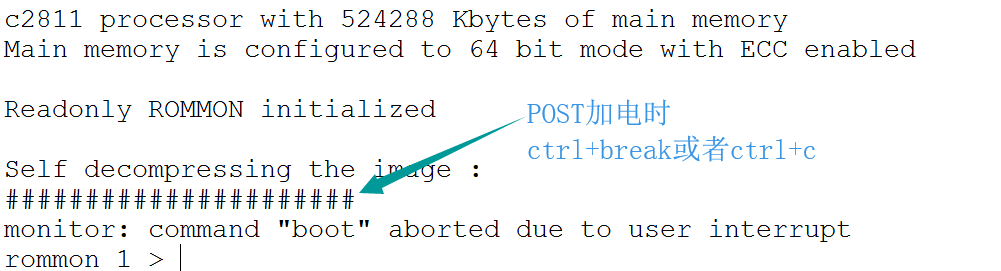 c2811 processor with 524288 Kbytes of main memory
Main memory is configured to 64 bit mode with ECC enabled
Readonly ROMMON initialized
POST加电时
ctrl+break或者ctrl+c
Self decompressing the image :
######################
monitor: command "boot" aborted due to user interrupt
rommon 1 >